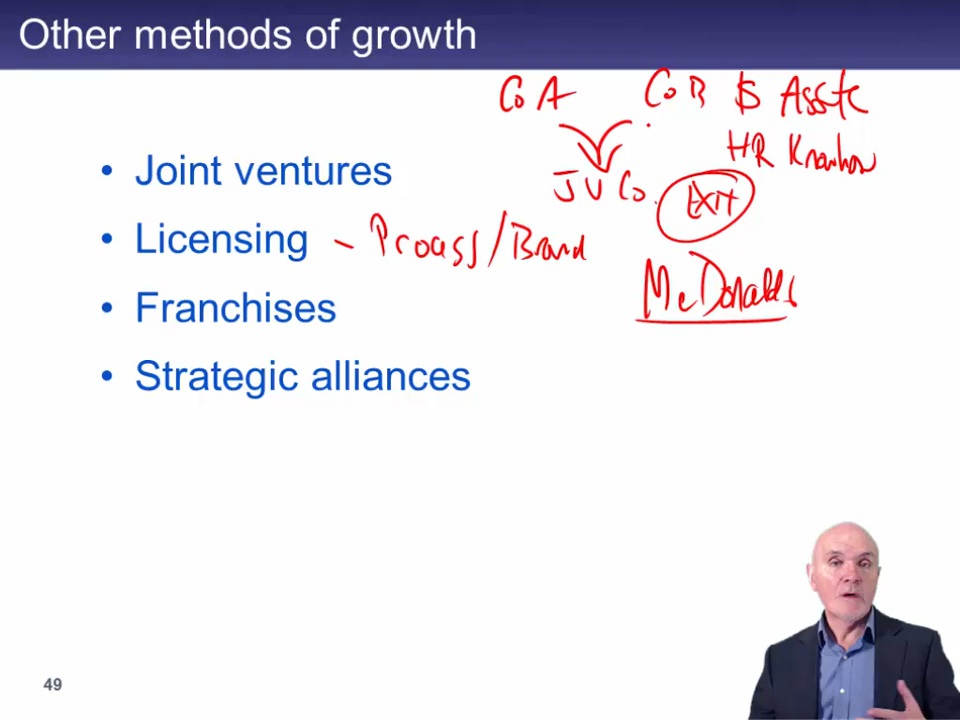 Other methods of growth
Co A Co B $ Assets
HR Knowhow
• Joint ventures
JV Co. EXIT
• Licensing – Process/Brand
McDonalds
• Franchises
• Strategic alliances
49